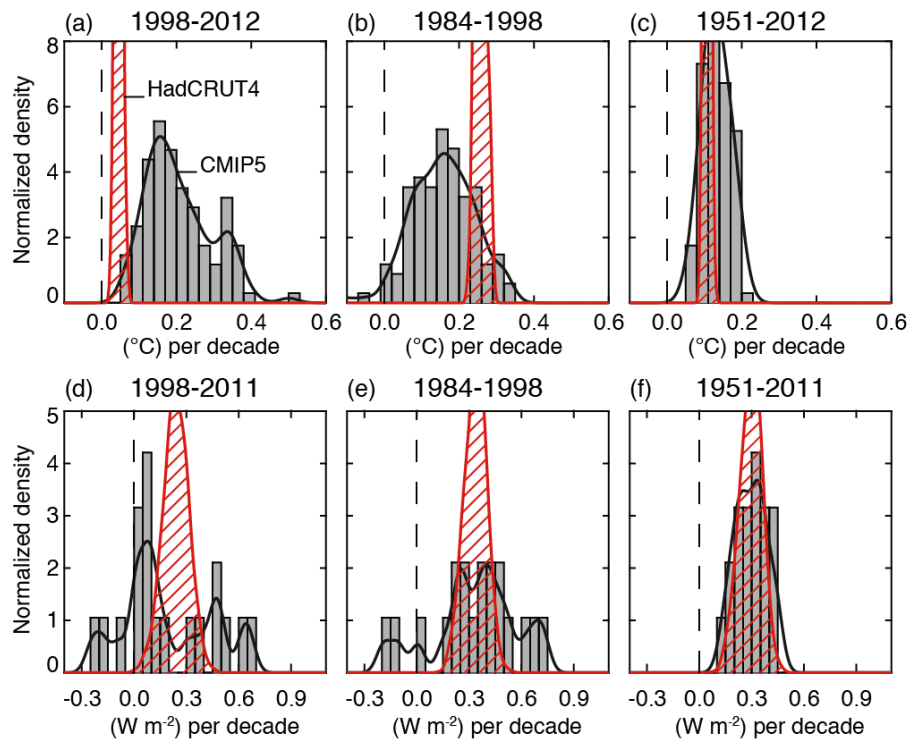 (a) 1998-2012
(b) 1984-1998
(c) 1951-2012
Normalized density
8
6
4
2
0
HadCRUT4
CMIP5
0.0 0.2 0.4 0.6
0.0 0.2 0.4 0.6
0.0 0.2 0.4 0.6
(°C) per decade
(°C) per decade
(°C) per decade
(d) 1998-2011
(e) 1984-1998
(f) 1951-2011
Normalized density
5
4
3
2
1
0
-0.3 0.0 0.3 0.6 0.9
-0.3 0.0 0.3 0.6 0.9
-0.3 0.0 0.3 0.6 0.9
(W m⁻²) per decade
(W m⁻²) per decade
(W m⁻²) per decade